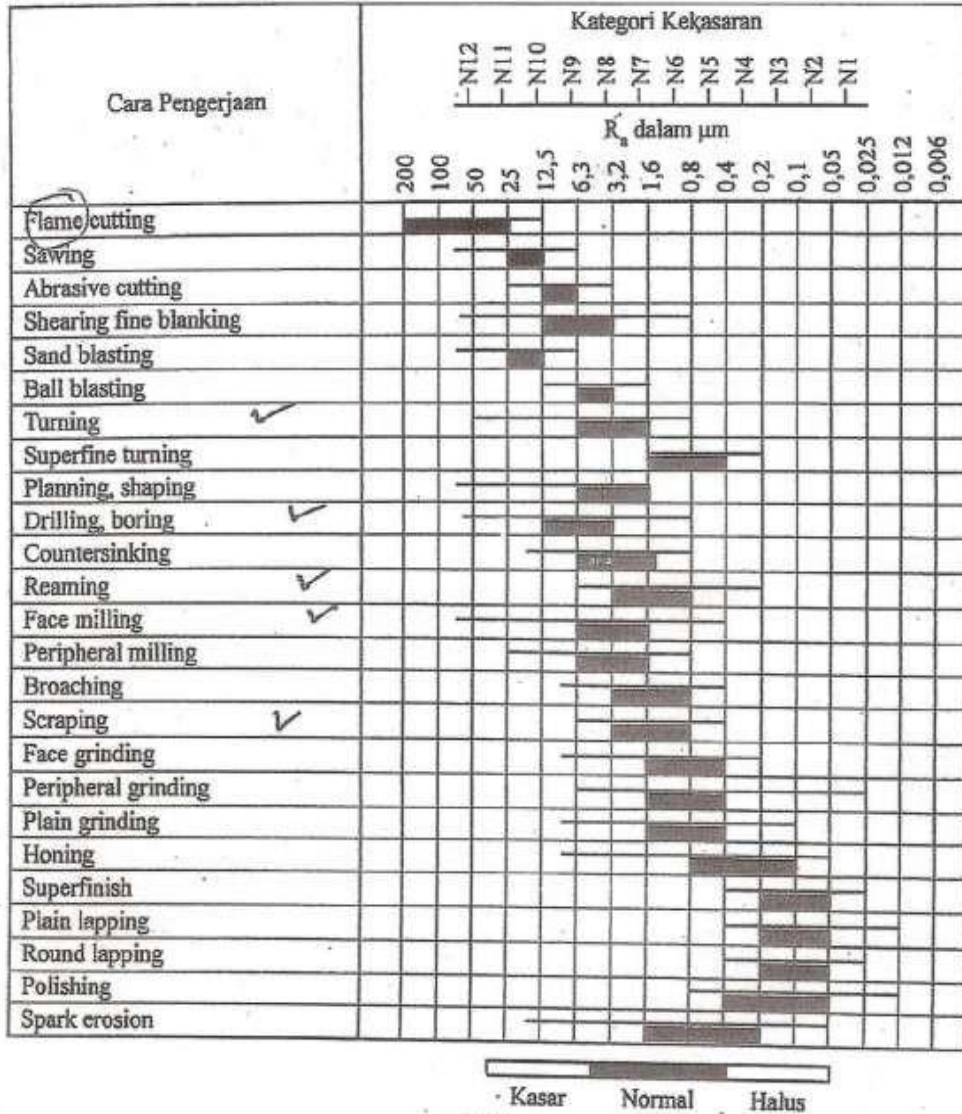 Kategori Kekasaran
N12 N11 N10 N9 N8 N7 N6 N5 N4 N3 N2 N1
Cara Pengerjaan
Ra dalam μm
200 100 50 25 12,5 6,3 3,2 1,6 0,8 0,4 0,2 0,1 0,05 0,025 0,012 0,006
Flame cutting
Sawing
Abrasive cutting
Shearing fine blanking
Sand blasting
Ball blasting
Turning
Superfine turning
Planning, shaping
Drilling, boring
Countersinking
Reaming
Face milling
Peripheral milling
Broaching
Scraping
Face grinding
Peripheral grinding
Plain grinding
Honing
Superfinish
Plain lapping
Round lapping
Polishing
Spark erosion
Kasar Normal Halus